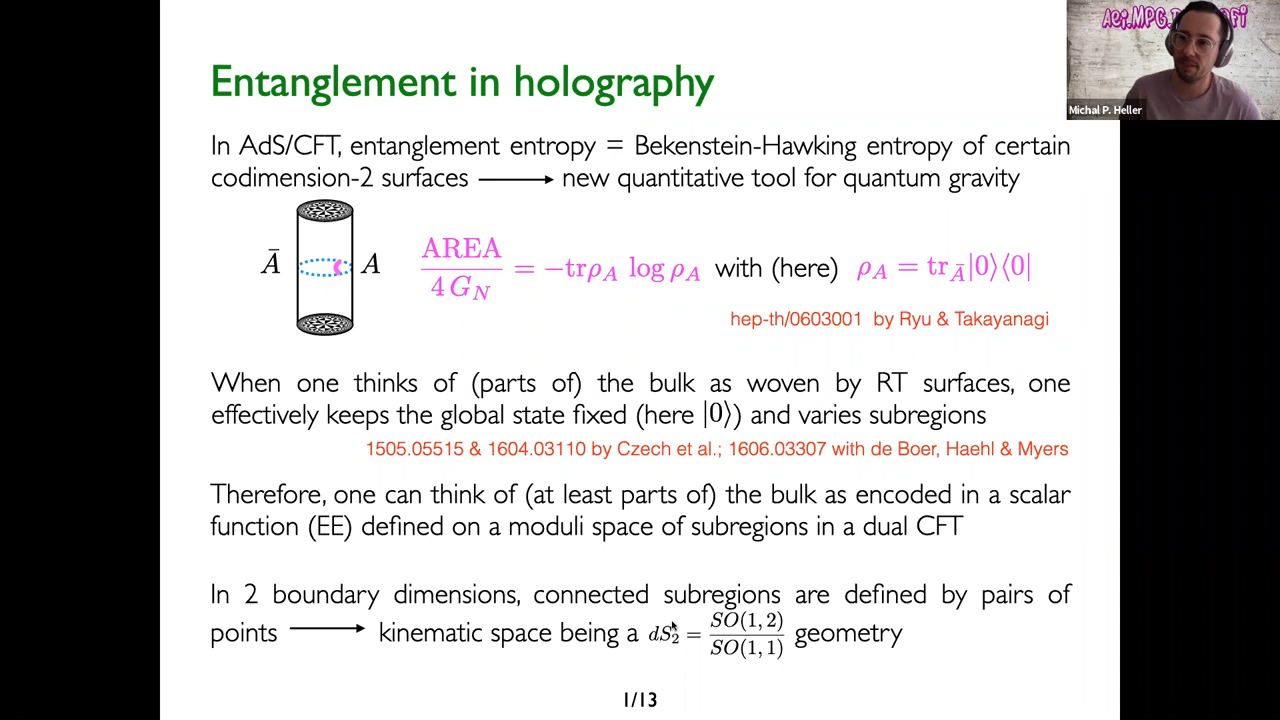 Entanglement in holography
Michal P. Heller
In AdS/CFT, entanglement entropy = Bekenstein-Hawking entropy of certain
codimension-2 surfaces ⟶ new quantitative tool for quantum gravity
Ā A AREA / 4 G_N = −trρ_A log ρ_A with (here) ρ_A = tr_Ā|0⟩⟨0|
hep-th/0603001 by Ryu & Takayanagi
When one thinks of (parts of) the bulk as woven by RT surfaces, one
effectively keeps the global state fixed (here |0⟩) and varies subregions
1505.05515 & 1604.03110 by Czech et al.; 1606.03307 with de Boer, Haehl & Myers
Therefore, one can think of (at least parts of) the bulk as encoded in a scalar
function (EE) defined on a moduli space of subregions in a dual CFT
In 2 boundary dimensions, connected subregions are defined by pairs of
points ⟶ kinematic space being a dS_2 = SO(1,2) / SO(1,1) geometry
1/13